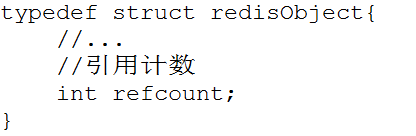 typedef struct redisObject{
    //...
    //引用计数
    int refcount;
}